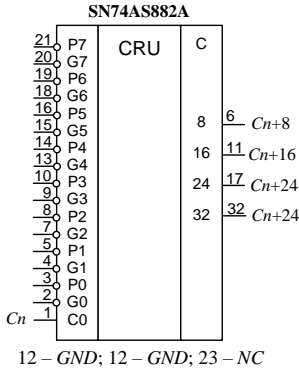 SN74AS882A
CRU C
21 P7
20 G7
19 P6
18 G6
16 P5
15 G5
14 P4
13 G4
10 P3
9 G3
8 P2
7 G2
5 P1
4 G1
3 P0
2 G0
Cn 1 C0
8 6 Cn+8
16 11 Cn+16
24 17 Cn+24
32 32 Cn+24
12 – GND; 12 – GND; 23 – NC